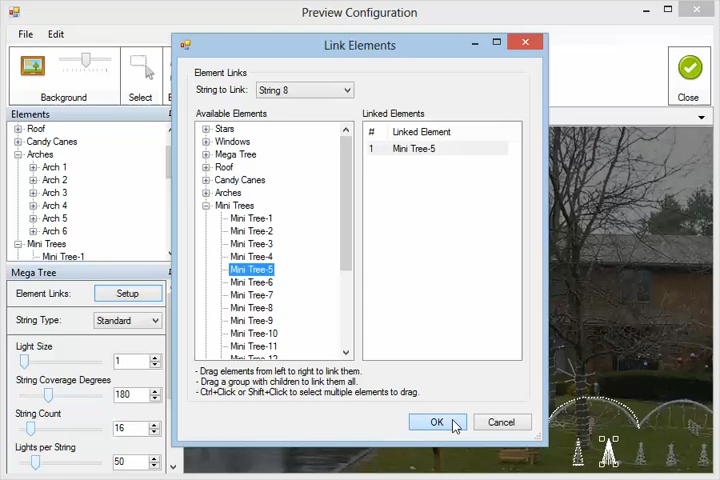 Preview Configuration
File Edit
Background
Select
Close
Elements
Roof
Candy Canes
Arches
Arch 1
Arch 2
Arch 3
Arch 4
Arch 5
Arch 6
Mini Trees
Mini Tree-1
Mega Tree
Element Links: Setup
String Type: Standard
Light Size
1
String Coverage Degrees
180
String Count
16
Lights per String
50
Link Elements
Element Links
String to Link: String 8
Available Elements
Stars
Windows
Mega Tree
Roof
Candy Canes
Arches
Mini Trees
Mini Tree-1
Mini Tree-2
Mini Tree-3
Mini Tree-4
Mini Tree-5
Mini Tree-6
Mini Tree-7
Mini Tree-8
Mini Tree-9
Mini Tree-10
Mini Tree-11
Mini Tree-12
Linked Elements
# Linked Element
1 Mini Tree-5
- Drag elements from left to right to link them.
- Drag a group with children to link them all.
- Ctrl+Click or Shift+Click to select multiple elements to drag.
OK Cancel